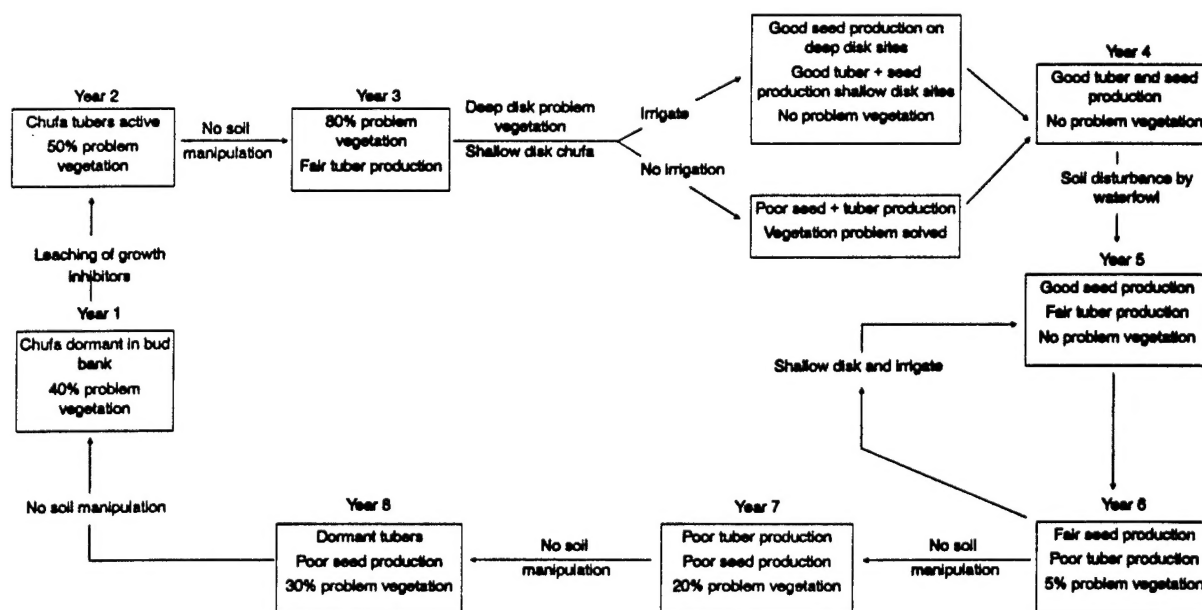 Year 2
Chufa tubers active
50% problem
vegetation
No soil
manipulation
Year 3
80% problem
vegetation
Fair tuber production
Deep disk problem
vegetation
Shallow disk chufa
Irrigate
No irrigation
Good seed production on
deep disk sites
Good tuber + seed
production shallow disk sites
No problem vegetation
Poor seed + tuber production
Vegetation problem solved
Year 4
Good tuber and seed
production
No problem vegetation
Soil disturbance by
waterfowl
Year 5
Good seed production
Fair tuber production
No problem vegetation
Shallow disk and irrigate
Year 6
Fair seed production
Poor tuber production
5% problem vegetation
No soil
manipulation
Year 7
Poor tuber production
Poor seed production
20% problem vegetation
No soil
manipulation
Year 8
Dormant tubers
Poor seed production
30% problem vegetation
No soil manipulation
Year 1
Chufa dormant in bud
bank
40% problem
vegetation
Leaching of growth
inhibitors